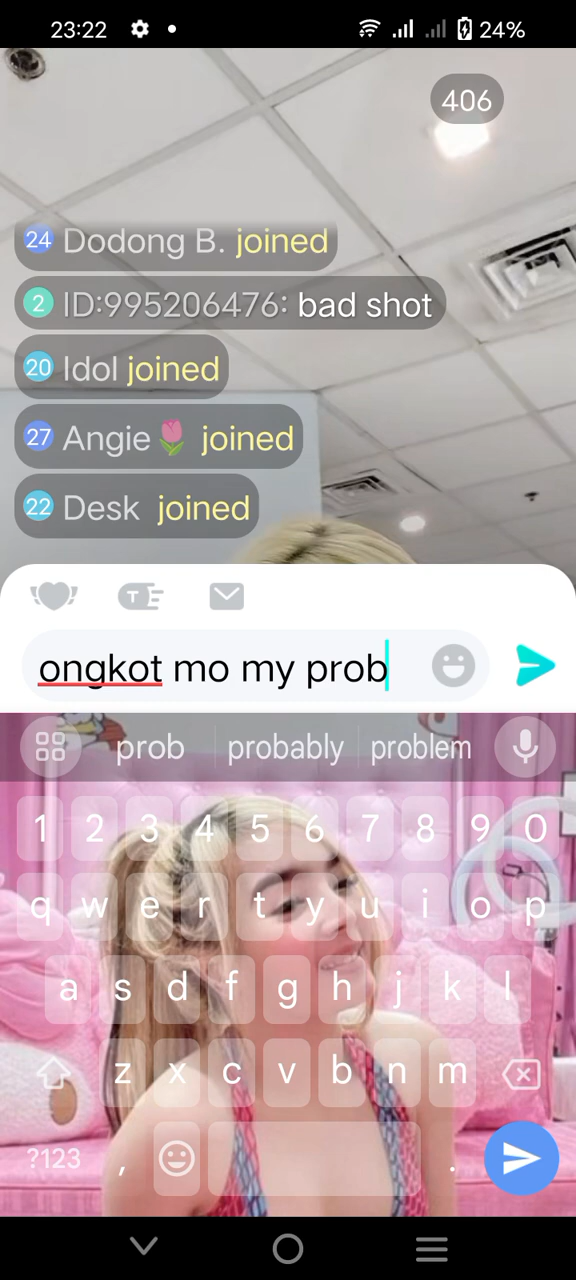 23:22 24%
406
24 Dodong B. joined
2 ID:995206476: bad shot
20 Idol joined
27 Angie🌷 joined
22 Desk joined
T
ongkot mo my prob
prob probably problem
1 2 3 4 5 6 7 8 9 0
q w e r t y u i o p
a s d f g h j k l
z x c v b n m
?123 , .